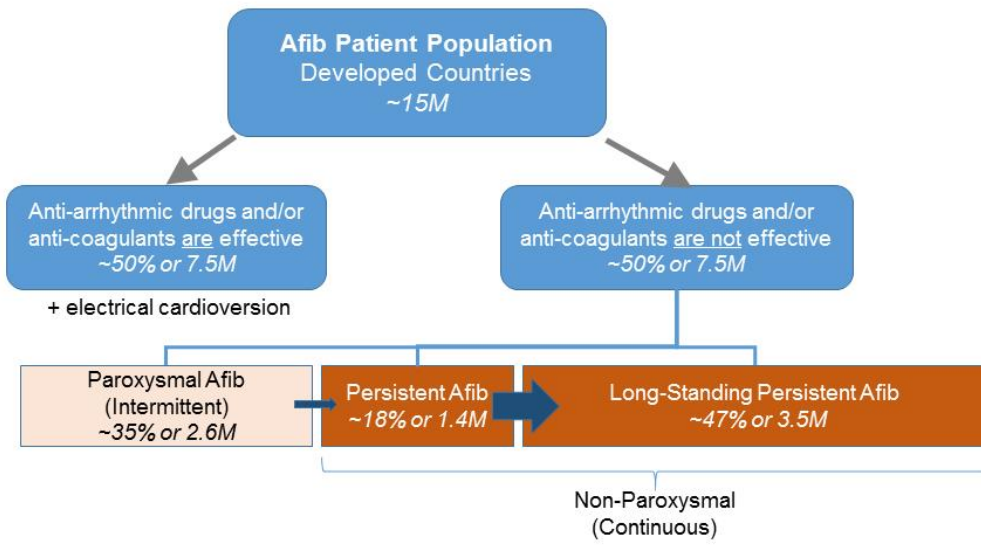 Afib Patient Population
Developed Countries
~15M
Anti-arrhythmic drugs and/or
anti-coagulants are effective
~50% or 7.5M
+ electrical cardioversion
Anti-arrhythmic drugs and/or
anti-coagulants are not effective
~50% or 7.5M
Paroxysmal Afib
(Intermittent)
~35% or 2.6M
Persistent Afib
~18% or 1.4M
Long-Standing Persistent Afib
~47% or 3.5M
Non-Paroxysmal
(Continuous)